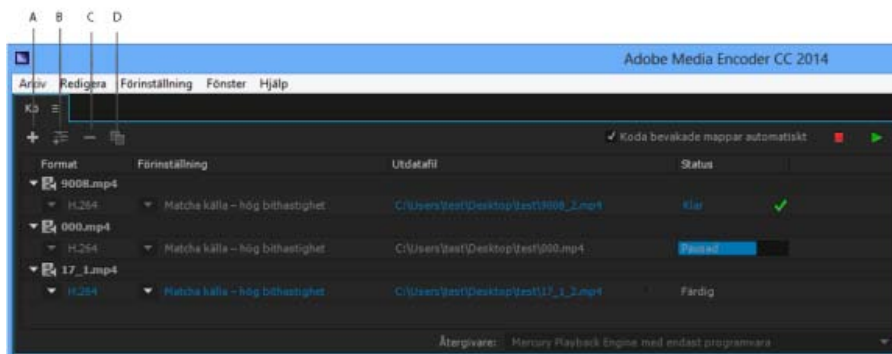 A B C D
Adobe Media Encoder CC 2014
Arkiv Redigera Förinställning Fönster Hjälp
Kö
Koda bevakade mappar automatiskt
Format Förinställning Utdatafil Status
9008.mp4
H.264 Matcha källa – hög bithastighet C:\Users\test\Desktop\test\9008_2.mp4 Klar
000.mp4
H.264 Matcha källa – hög bithastighet C:\Users\test\Desktop\test\000.mp4 Pausad
17_1.mp4
H.264 Matcha källa – hög bithastighet C:\Users\test\Desktop\test\17_1_2.mp4 Färdig
Återgivare: Mercury Playback Engine med endast programvara